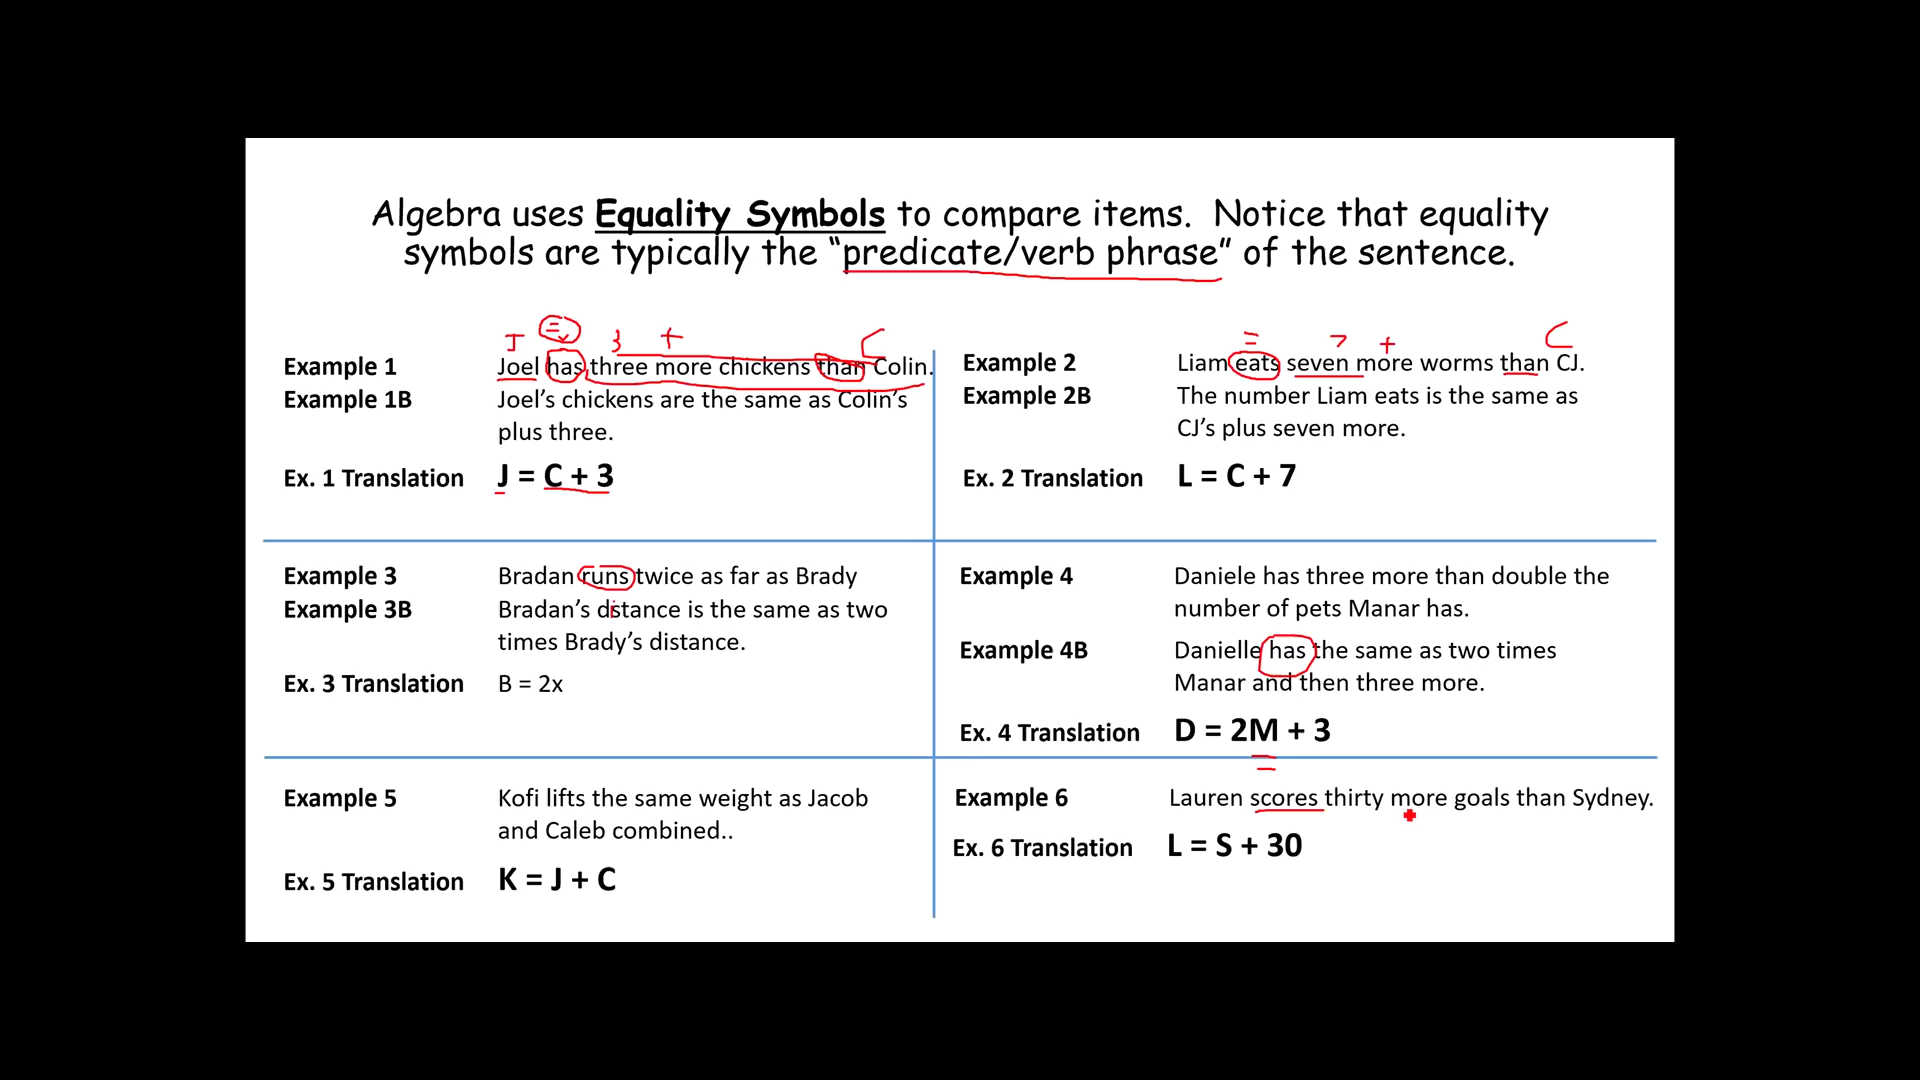 Algebra uses Equality Symbols to compare items. Notice that equality
symbols are typically the “predicate/verb phrase” of the sentence.
J = 3 + C
Example 1 Joel has three more chickens than Colin.
Example 1B Joel’s chickens are the same as Colin’s
plus three.
Ex. 1 Translation J = C + 3
= 7 + C
Example 2 Liam eats seven more worms than CJ.
Example 2B The number Liam eats is the same as
CJ’s plus seven more.
Ex. 2 Translation L = C + 7
Example 3 Bradan runs twice as far as Brady
Example 3B Bradan’s distance is the same as two
times Brady’s distance.
Ex. 3 Translation B = 2x
Example 4 Daniele has three more than double the
number of pets Manar has.
Example 4B Danielle has the same as two times
Manar and then three more.
Ex. 4 Translation D = 2M + 3
Example 5 Kofi lifts the same weight as Jacob
and Caleb combined..
Ex. 5 Translation K = J + C
=
Example 6 Lauren scores thirty more goals than Sydney.
Ex. 6 Translation L = S + 30